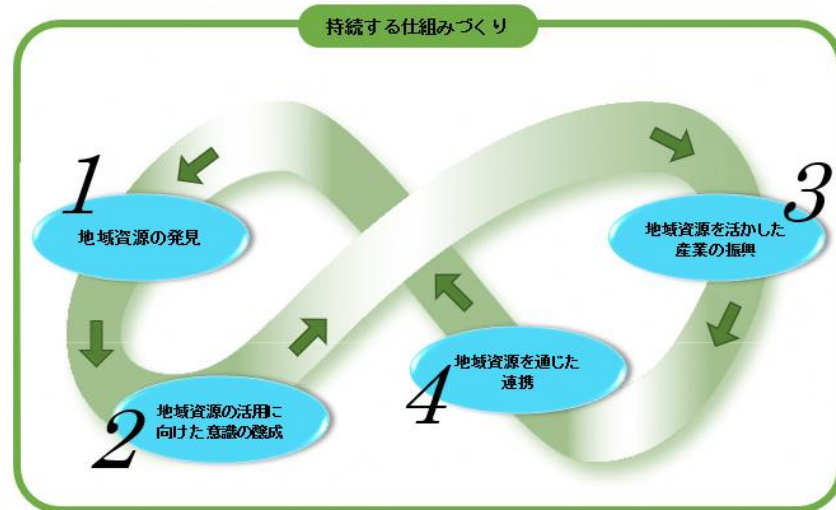 持続する仕組みづくり
1
地域資源の発見
2
地域資源の活用に
向けた意識の醸成
3
地域資源を活かした
産業の振興
4
地域資源を通じた
連携